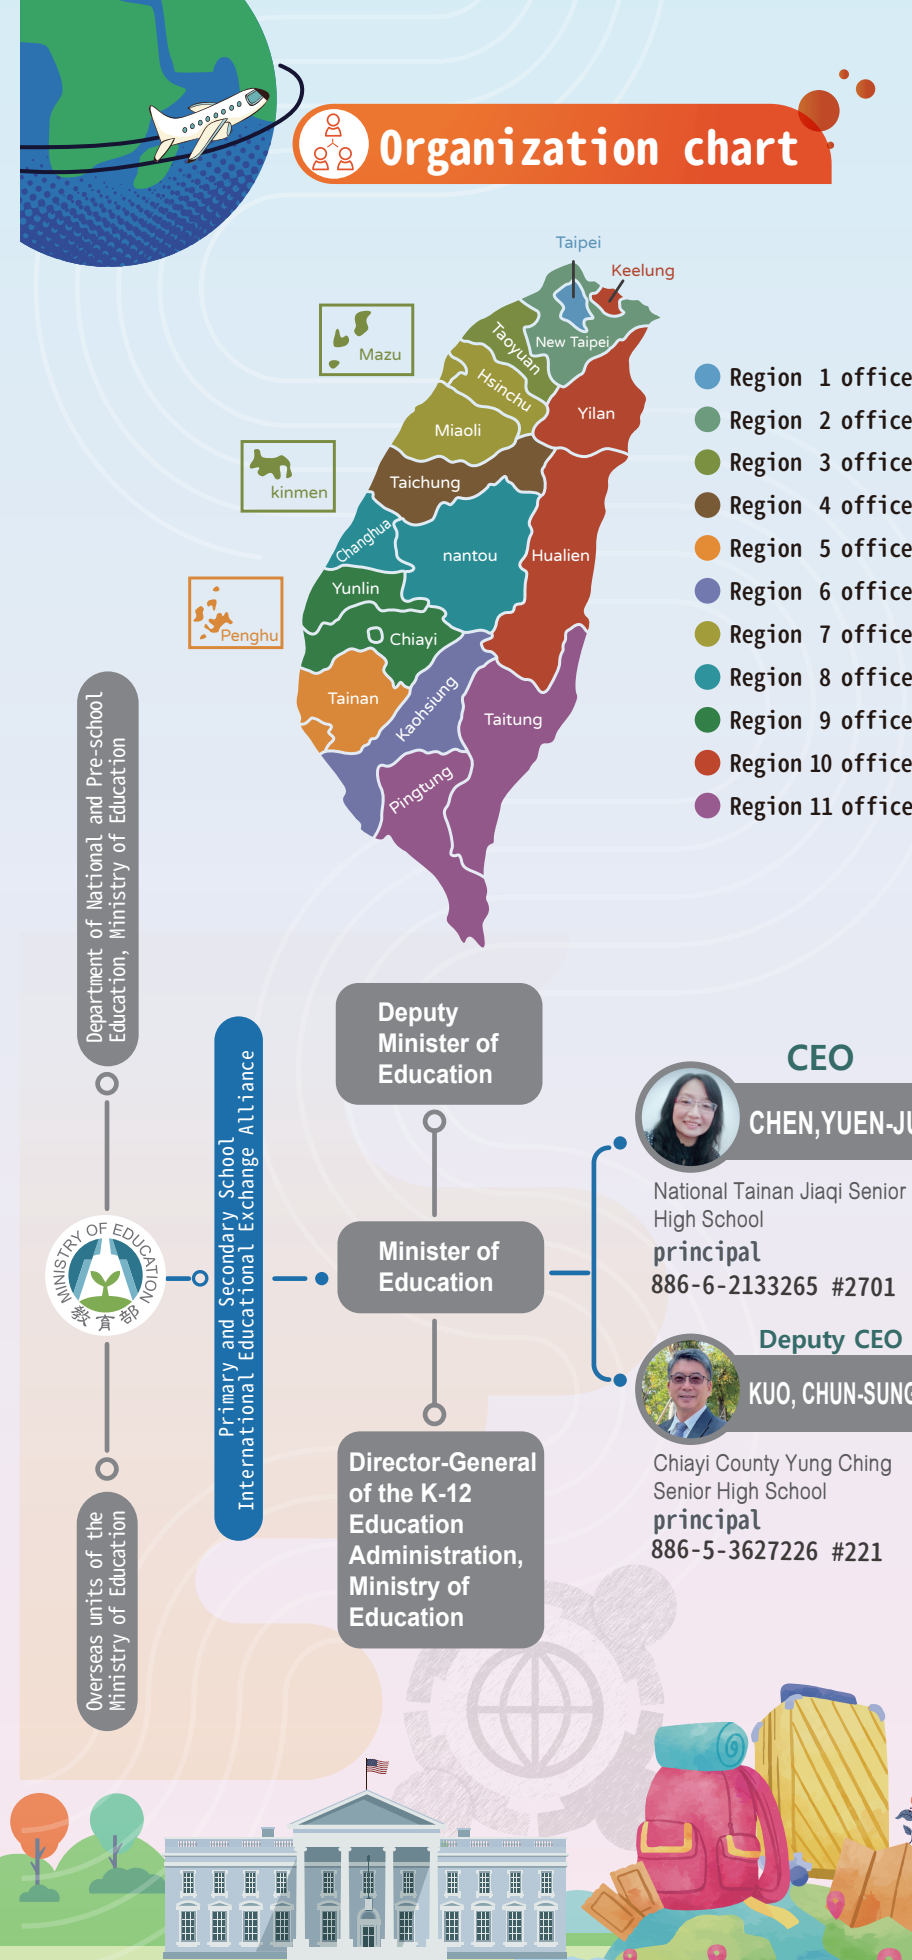 Organization chart
Taipei
Keelung
Mazu
Taoyuan
New Taipei
Hsinchu
Yilan
Miaoli
kinmen
Taichung
Changhua
nantou
Hualien
Yunlin
Penghu
Chiayi
Tainan
Kaohsiung
Taitung
Pingtung
Region 1 office
Region 2 office
Region 3 office
Region 4 office
Region 5 office
Region 6 office
Region 7 office
Region 8 office
Region 9 office
Region 10 office
Region 11 office
Department of National and Pre-school
Education, Ministry of Education
MINISTRY OF EDUCATION
教育部
Overseas units of the
Ministry of Education
Primary and Secondary School
International Educational Exchange Alliance
Deputy
Minister of
Education
Minister of
Education
Director-General
of the K-12
Education
Administration,
Ministry of
Education
CEO
CHEN,YUEN-JU
National Tainan Jiaqi Senior
High School
principal
886-6-2133265 #2701
Deputy CEO
KUO, CHUN-SUNG
Chiayi County Yung Ching
Senior High School
principal
886-5-3627226 #221